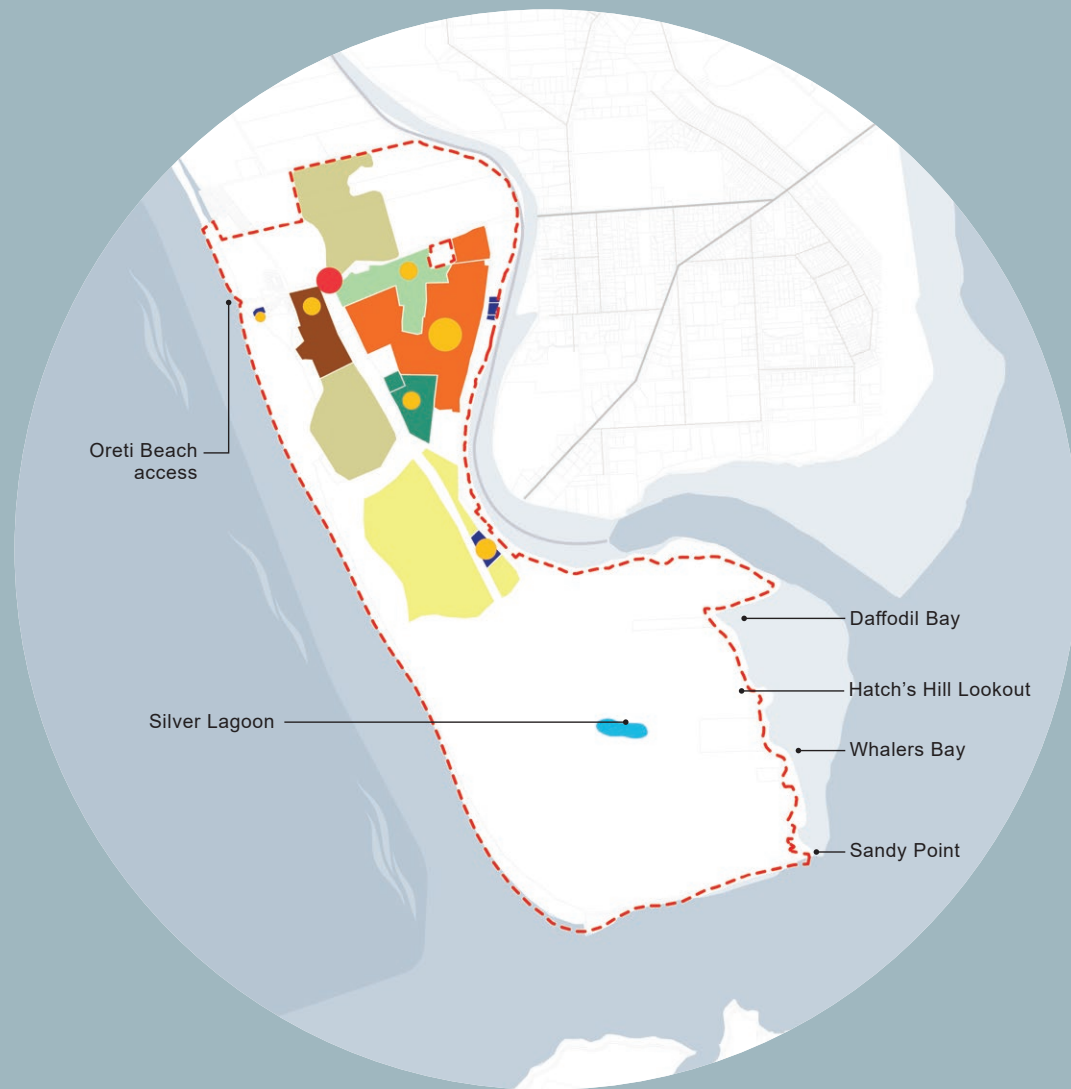 Oreti Beach
access
Daffodil Bay
Hatch's Hill Lookout
Silver Lagoon
Whalers Bay
Sandy Point